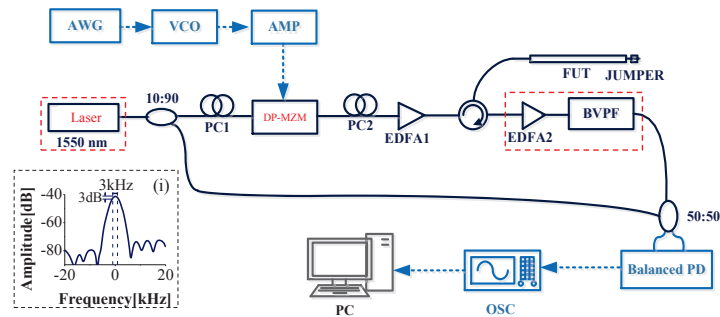 AWG
VCO
AMP
FUT
JUMPER
10:90
Laser
1550 nm
PC1
DP-MZM
PC2
EDFA1
EDFA2
BVPF
(i)
3kHz
3dB
-40
-60
-80
-20
0
20
Amplitude[dB]
Frequency[kHz]
50:50
Balanced PD
OSC
PC